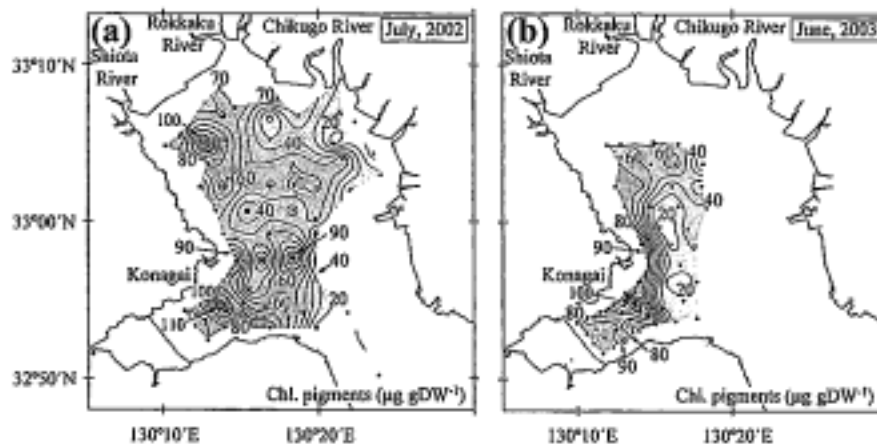 (a)
Rokkaku River
Chikugo River
July, 2002
Shiota River
33°10'N
70
70
100
80
20
40
60
33°00'N
40
90
90
Konagai
40
60
100
20
110
80
32°50'N
Chl. pigments (µg gDW⁻¹)
130°10'E
130°20'E
(b)
Rokkaku River
Chikugo River
June, 2003
Shiota River
60
40
40
80
20
90
Konagai
100
80
80
90
Chl. pigments (µg gDW⁻¹)
130°10'E
130°20'E